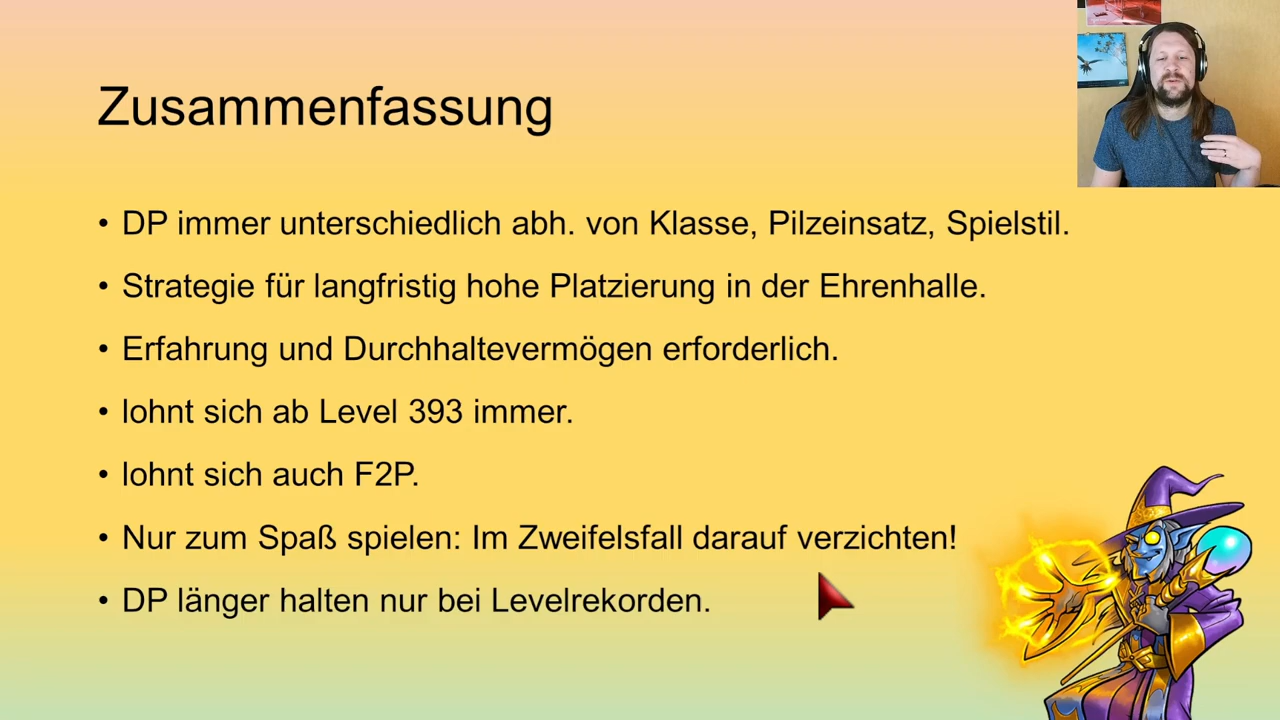 Zusammenfassung
• DP immer unterschiedlich abh. von Klasse, Pilzeinsatz, Spielstil.
• Strategie für langfristig hohe Platzierung in der Ehrenhalle.
• Erfahrung und Durchhaltevermögen erforderlich.
• lohnt sich ab Level 393 immer.
• lohnt sich auch F2P.
• Nur zum Spaß spielen: Im Zweifelsfall darauf verzichten!
• DP länger halten nur bei Levelrekorden.